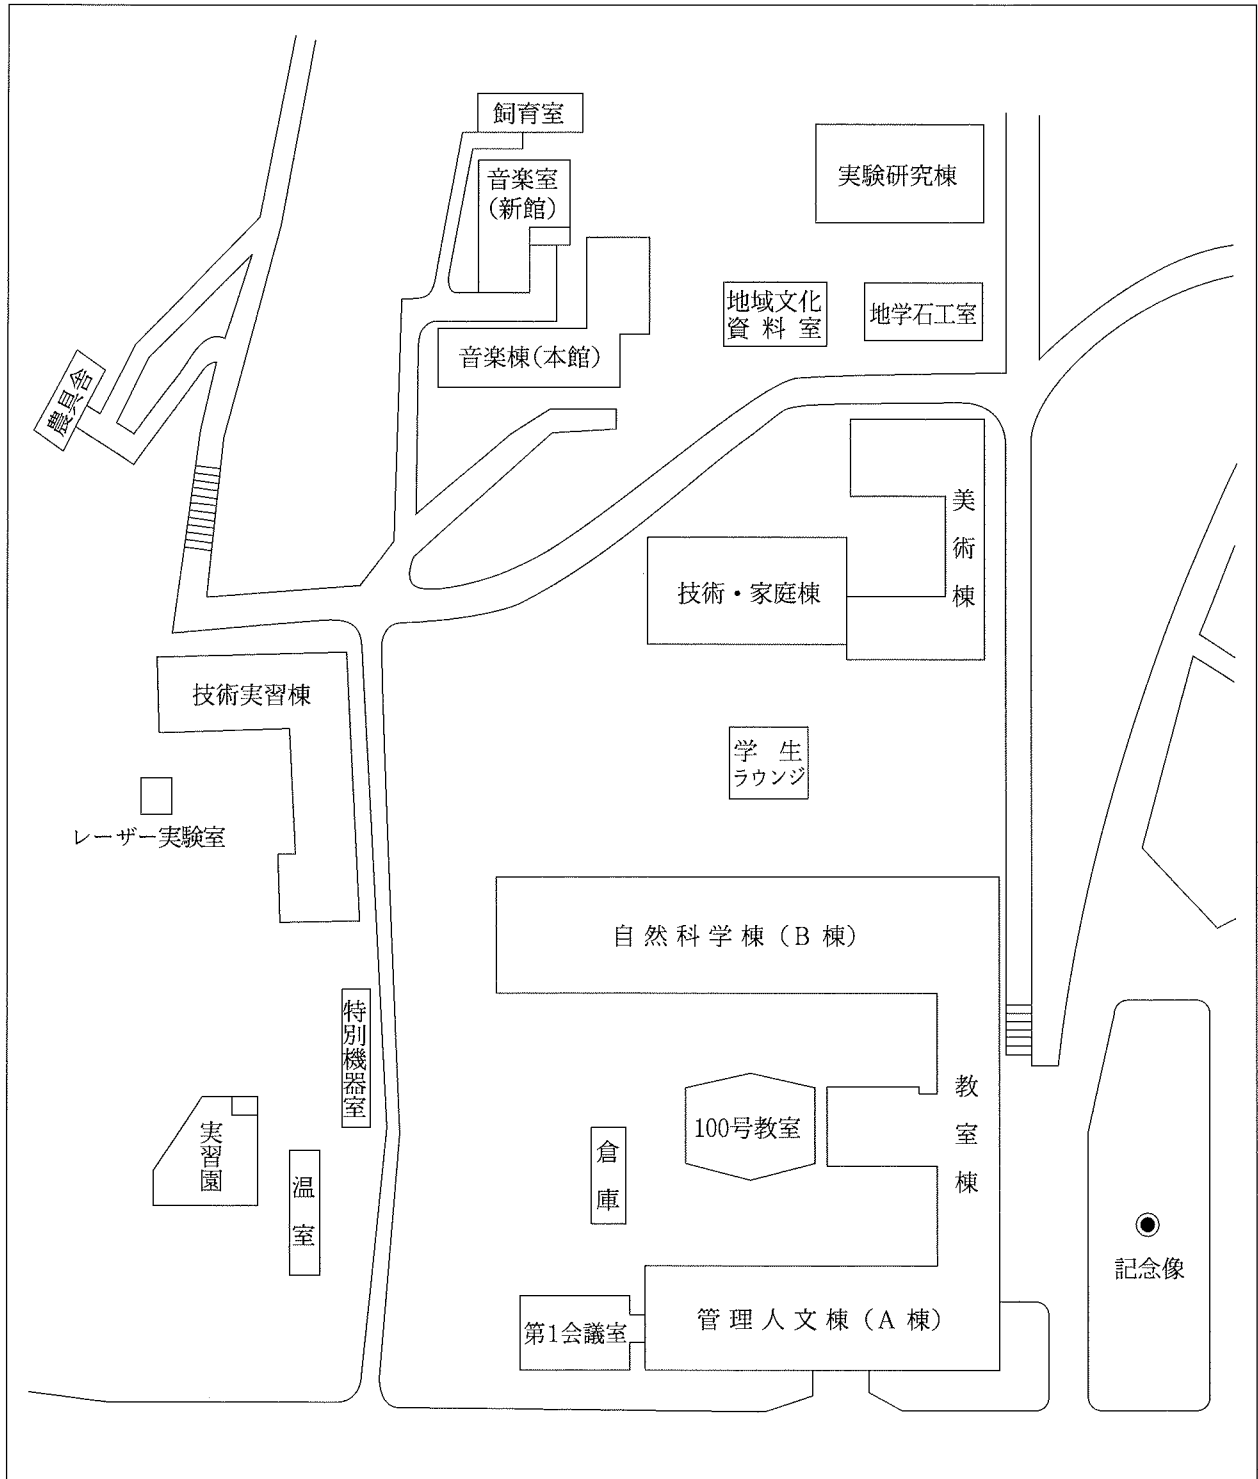 飼育室
音楽室
(新館)
実験研究棟
地域文化
資料室
地学石工室
音楽棟(本館)
農具舎
美術棟
技術・家庭棟
技術実習棟
学生
ラウンジ
レーザー実験室
自然科学棟(B棟)
特別機器室
教室棟
100号教室
実習園
倉庫
温室
記念像
管理人文棟(A棟)
第1会議室